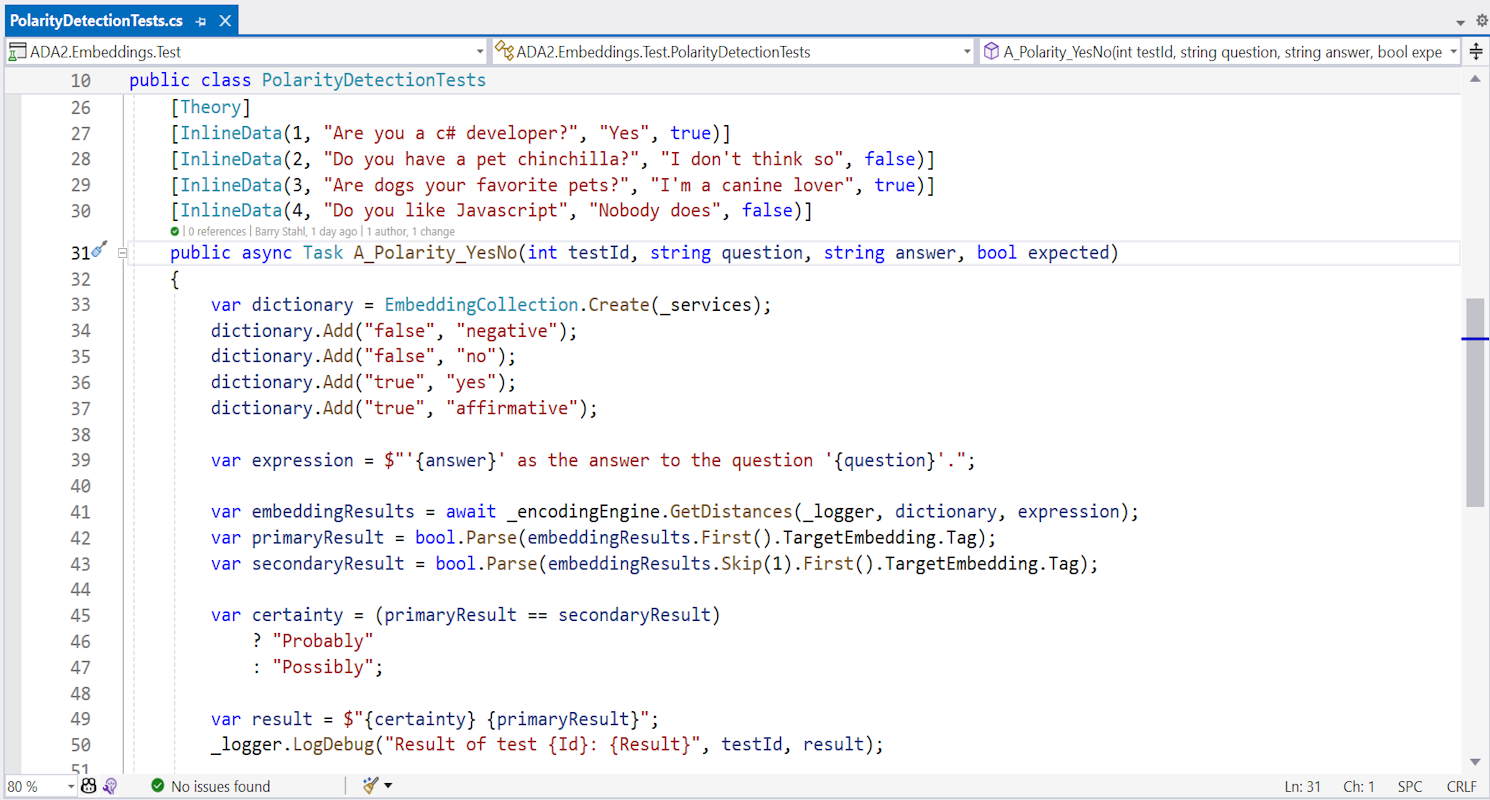 PolarityDetectionTests.cs
ADA2.Embeddings.Test ADA2.Embeddings.Test.PolarityDetectionTests A_Polarity_YesNo(int testId, string question, string answer, bool expe
10 public class PolarityDetectionTests
26 [Theory]
27 [InlineData(1, "Are you a c# developer?", "Yes", true)]
28 [InlineData(2, "Do you have a pet chinchilla?", "I don't think so", false)]
29 [InlineData(3, "Are dogs your favorite pets?", "I'm a canine lover", true)]
30 [InlineData(4, "Do you like Javascript", "Nobody does", false)]
| 0 references | Barry Stahl, 1 day ago | 1 author, 1 change
31 public async Task A_Polarity_YesNo(int testId, string question, string answer, bool expected)
32 {
33 var dictionary = EmbeddingCollection.Create(_services);
34 dictionary.Add("false", "negative");
35 dictionary.Add("false", "no");
36 dictionary.Add("true", "yes");
37 dictionary.Add("true", "affirmative");
38
39 var expression = $"'{answer}' as the answer to the question '{question}'.";
40
41 var embeddingResults = await _encodingEngine.GetDistances(_logger, dictionary, expression);
42 var primaryResult = bool.Parse(embeddingResults.First().TargetEmbedding.Tag);
43 var secondaryResult = bool.Parse(embeddingResults.Skip(1).First().TargetEmbedding.Tag);
44
45 var certainty = (primaryResult == secondaryResult)
46 ? "Probably"
47 : "Possibly";
48
49 var result = $"{certainty} {primaryResult}";
50 _logger.LogDebug("Result of test {Id}: {Result}", testId, result);
51
80 % No issues found Ln: 31 Ch: 1 SPC CRLF